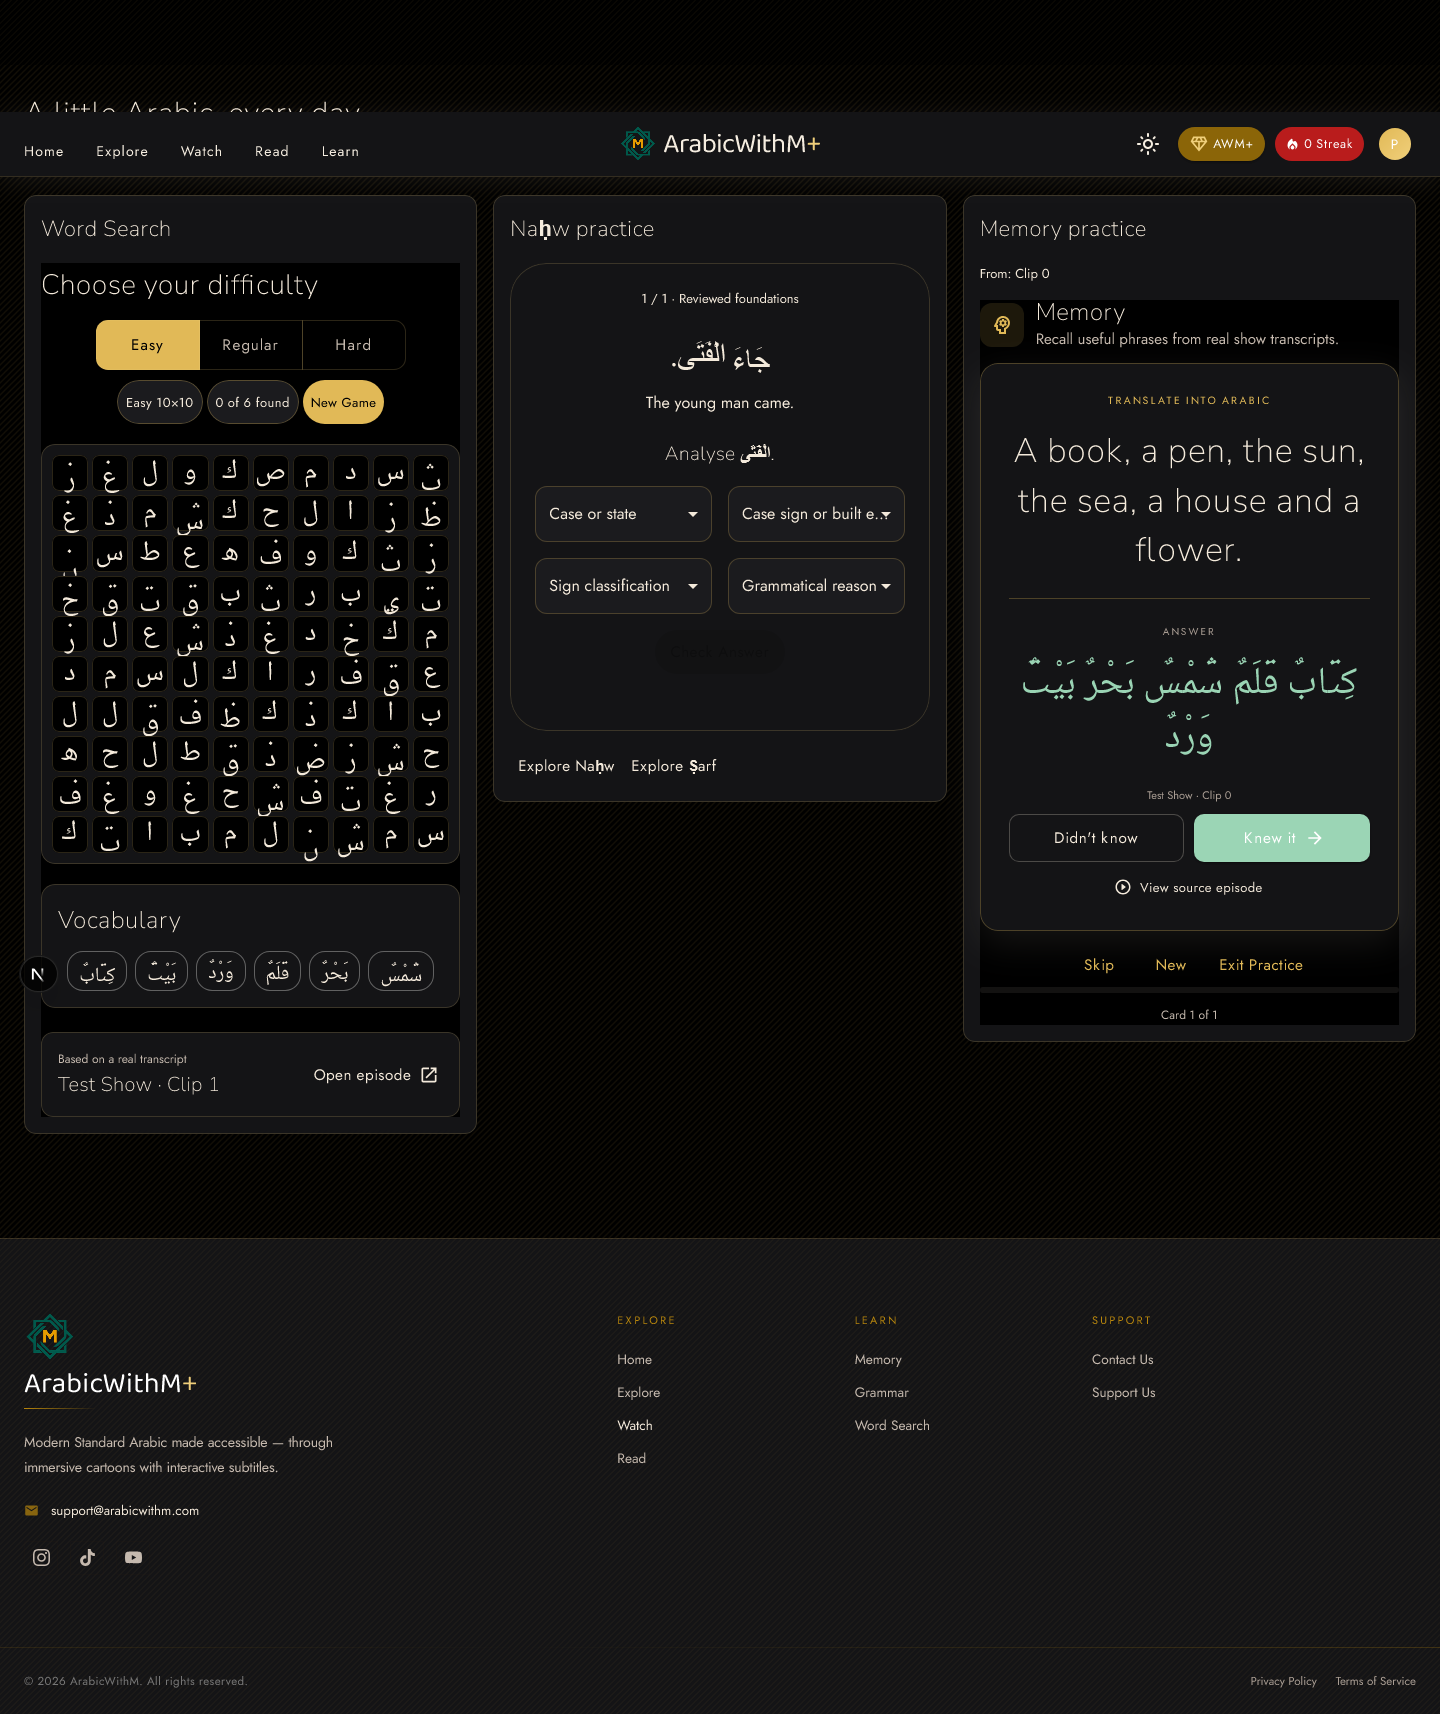 A little Arabic, every day
Home Explore Watch Read Learn
ArabicWithM+
AWM+
0 Streak
P
Word Search
Choose your difficulty
Easy Regular Hard
Easy 10×10 0 of 6 found New Game
ز غ ل و ك ص م د س ث
غ ذ م ش ك ح ل ا ز ظ
ن س ط ع ه ف و ك ث ز
خ ق ت ق ب ث ر ب ي ت
ز ل ع ش ذ غ د خ ك م
د م س ل ك ا ر ف ق ع
ل ل ق ف ظ ك ذ ك ا ب
ه ح ل ط ق ذ ض ز ش ح
ف غ و غ ح ش ف ت غ ر
ك ت ا ب م ل ن ش م س
Vocabulary
كِتَابٌ بَيْتٌ وَرْدٌ قَلَمٌ بَحْرٌ شَمْسٌ
N
Based on a real transcript
Test Show · Clip 1
Open episode
Naḥw practice
1 / 1 · Reviewed foundations
جَاءَ الْفَتَى.
The young man came.
Analyse الْفَتَى.
Case or state
Case sign or built e...
Sign classification
Grammatical reason
Check Answer
Explore Naḥw Explore Ṣarf
Memory practice
From: Clip 0
Memory
Recall useful phrases from real show transcripts.
TRANSLATE INTO ARABIC
A book, a pen, the sun,
the sea, a house and a
flower.
ANSWER
كِتَابٌ قَلَمٌ شَمْسٌ بَحْرٌ بَيْتٌ
وَرْدٌ
Test Show · Clip 0
Didn't know
Knew it
View source episode
Skip New Exit Practice
Card 1 of 1
ArabicWithM+
Modern Standard Arabic made accessible — through
immersive cartoons with interactive subtitles.
support@arabicwithm.com
EXPLORE
Home
Explore
Watch
Read
LEARN
Memory
Grammar
Word Search
SUPPORT
Contact Us
Support Us
© 2026 ArabicWithM. All rights reserved.
Privacy Policy Terms of Service